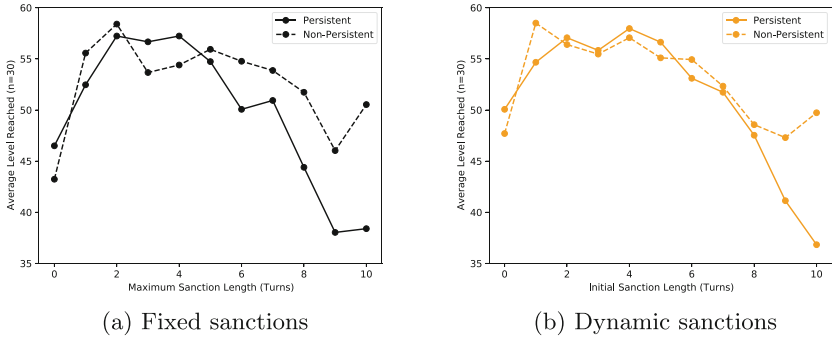 60
55
50
45
40
35
Average Level Reached (n=30)
0 2 4 6 8 10
Maximum Sanction Length (Turns)
Persistent
Non-Persistent
(a) Fixed sanctions
60
55
50
45
40
35
Average Level Reached (n=30)
0 2 4 6 8 10
Initial Sanction Length (Turns)
Persistent
Non-Persistent
(b) Dynamic sanctions